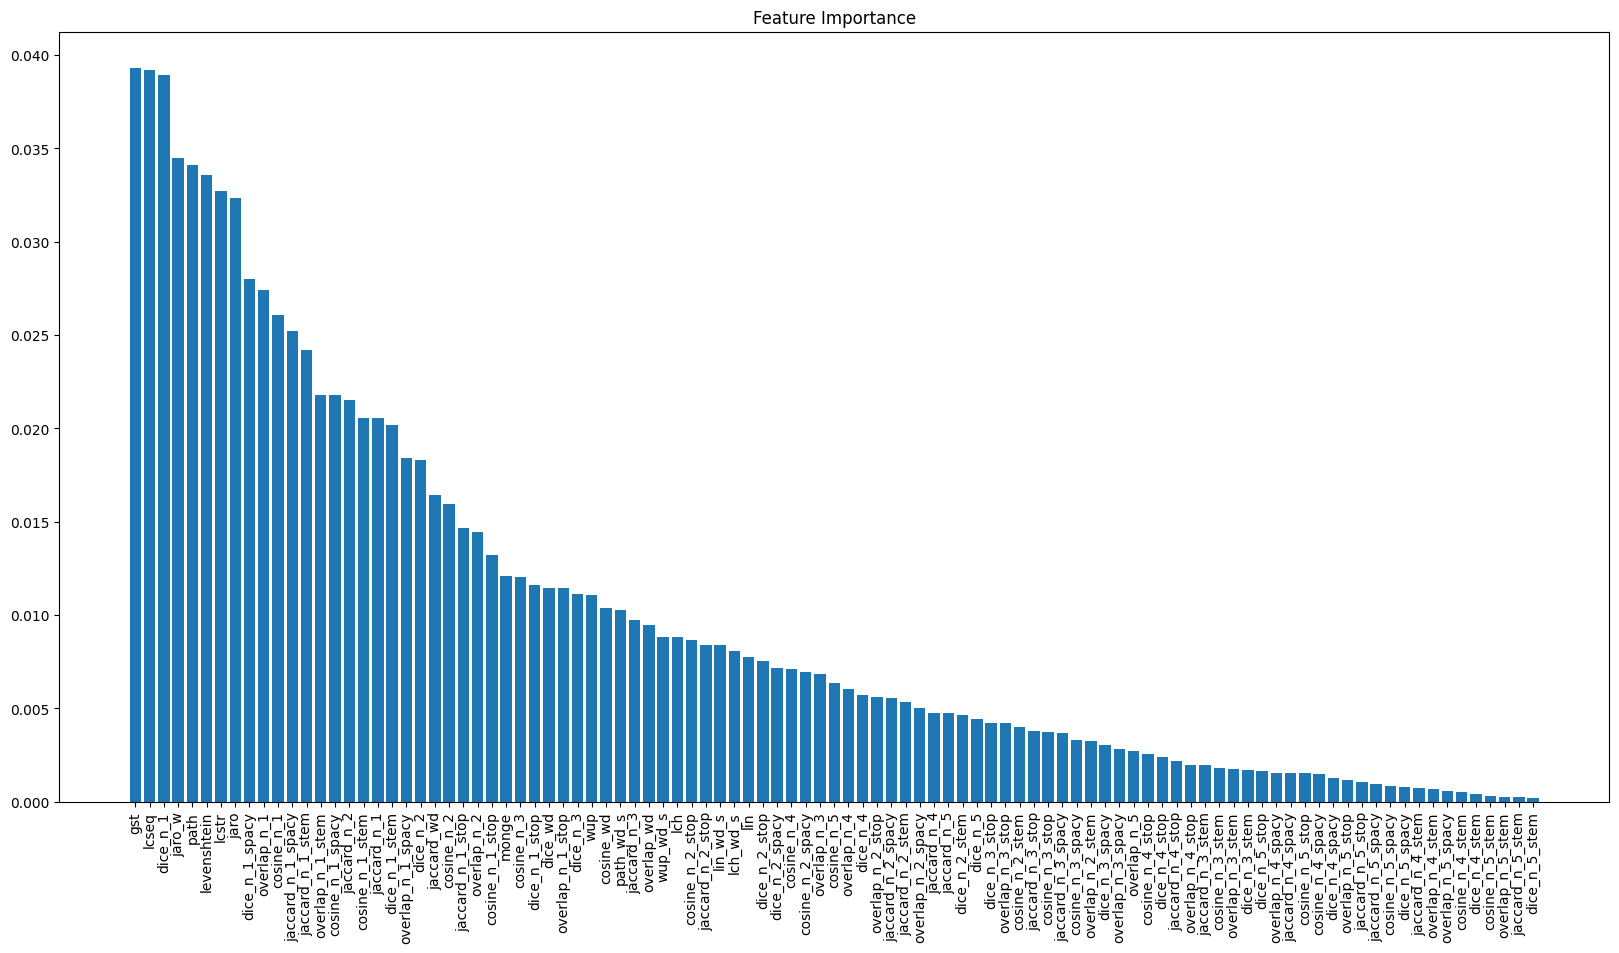 Feature Importance
0.040
0.035
0.030
0.025
0.020
0.015
0.010
0.005
0.000
gst
lcseq
dice_n_1
jaro_w
path
levenshtein
lcstr
jaro
dice_n_1_spacy
overlap_n_1
cosine_n_1
jaccard_n_1_spacy
jaccard_n_1_stem
overlap_n_1_stem
cosine_n_1_spacy
jaccard_n_2
cosine_n_1_stem
jaccard_n_1
dice_n_1_stem
overlap_n_1_spacy
dice_n_2
jaccard_wd
cosine_n_2
jaccard_n_1_stop
overlap_n_2
cosine_n_1_stop
monge
cosine_n_3
dice_n_1_stop
dice_wd
overlap_n_1_stop
dice_n_3
wup
cosine_wd
path_wd_s
jaccard_n_3
overlap_wd
wup_wd_s
lch
cosine_n_2_stop
jaccard_n_2_stop
lin_wd_s
lch_wd_s
lin
dice_n_2_stop
dice_n_2_spacy
cosine_n_4
cosine_n_2_spacy
overlap_n_3
cosine_n_5
overlap_n_4
dice_n_4
overlap_n_2_stop
jaccard_n_2_spacy
jaccard_n_2_stem
overlap_n_2_spacy
jaccard_n_4
jaccard_n_5
dice_n_2_stem
dice_n_5
dice_n_3_stop
overlap_n_3_stop
cosine_n_2_stem
jaccard_n_3_stop
cosine_n_3_stop
jaccard_n_3_spacy
cosine_n_3_spacy
overlap_n_2_stem
dice_n_3_spacy
overlap_n_3_spacy
overlap_n_5
cosine_n_4_stop
dice_n_4_stop
jaccard_n_4_stop
overlap_n_4_stop
jaccard_n_3_stem
cosine_n_3_stem
overlap_n_3_stem
dice_n_3_stem
dice_n_5_stop
overlap_n_4_spacy
jaccard_n_4_spacy
cosine_n_5_stop
cosine_n_4_spacy
dice_n_4_spacy
overlap_n_5_stop
jaccard_n_5_stop
jaccard_n_5_spacy
cosine_n_5_spacy
dice_n_5_spacy
jaccard_n_4_stem
overlap_n_4_stem
overlap_n_5_spacy
cosine_n_4_stem
dice_n_4_stem
cosine_n_5_stem
overlap_n_5_stem
jaccard_n_5_stem
dice_n_5_stem